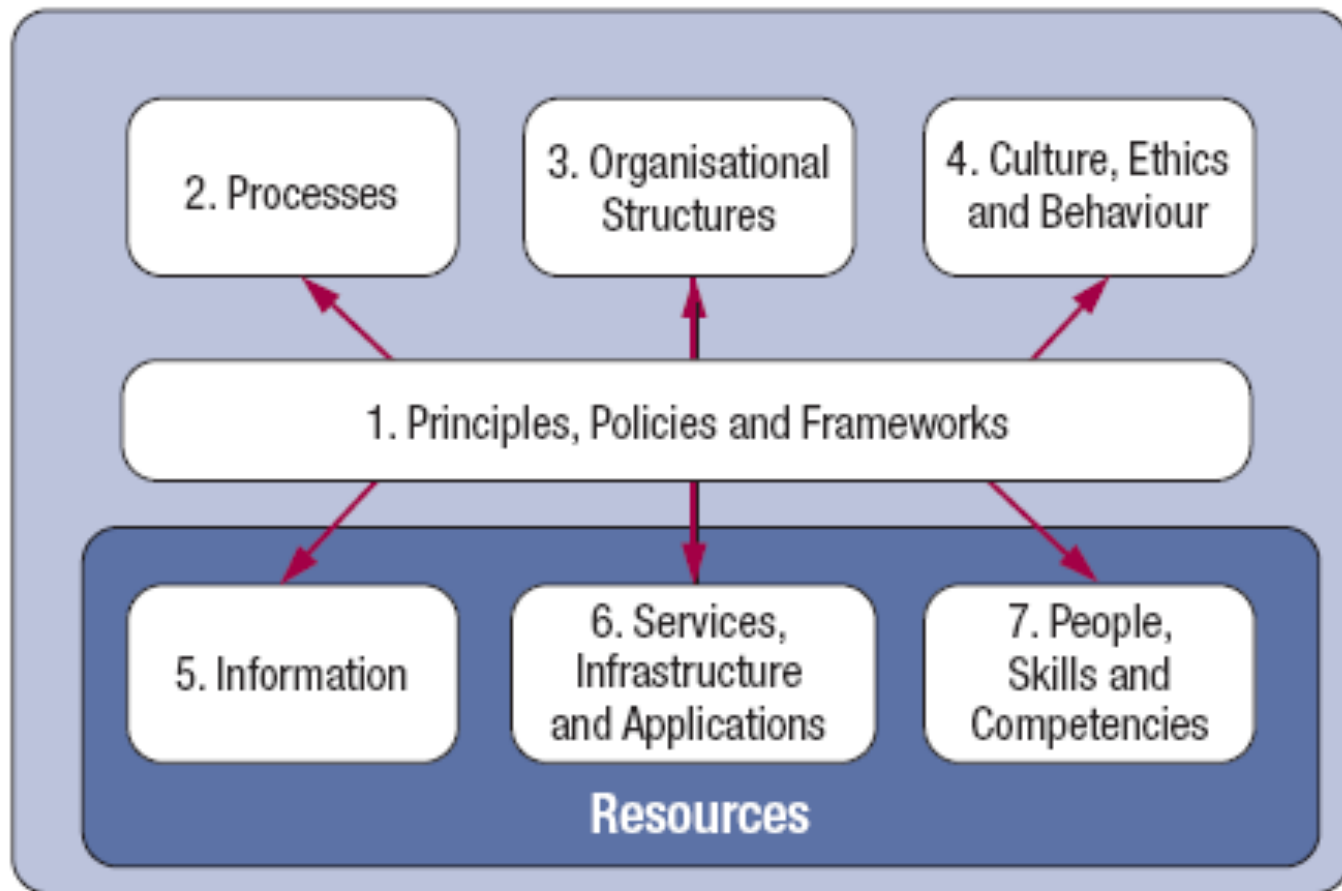 2. Processes
3. Organisational
Structures
4. Culture, Ethics
and Behaviour
1. Principles, Policies and Frameworks
5. Information
6. Services,
Infrastructure
and Applications
7. People,
Skills and
Competencies
Resources